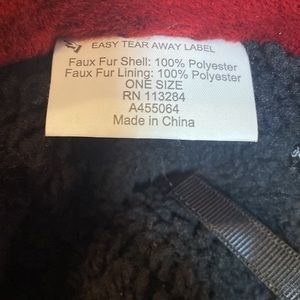 EASY TEAR AWAY LABEL
Faux Fur Shell: 100% Polyester
Faux Fur Lining: 100% Polyester
ONE SIZE
RN 113284
A455064
Made in China